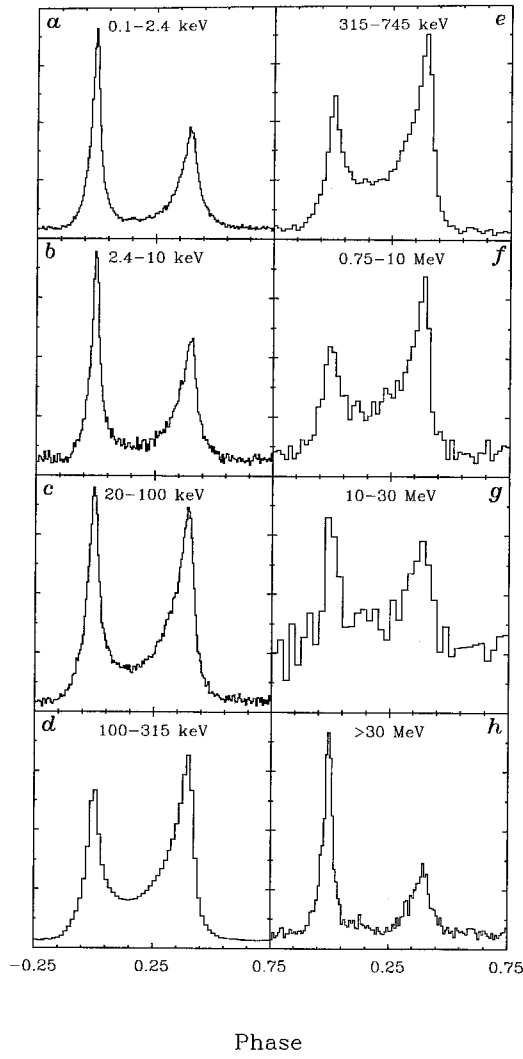 a 0.1−2.4 keV
315−745 keV e
b 2.4−10 keV
0.75−10 MeV f
c 20−100 keV
10−30 MeV g
d 100−315 keV
>30 MeV h
−0.25 0.25 0.75 0.25 0.75
Phase